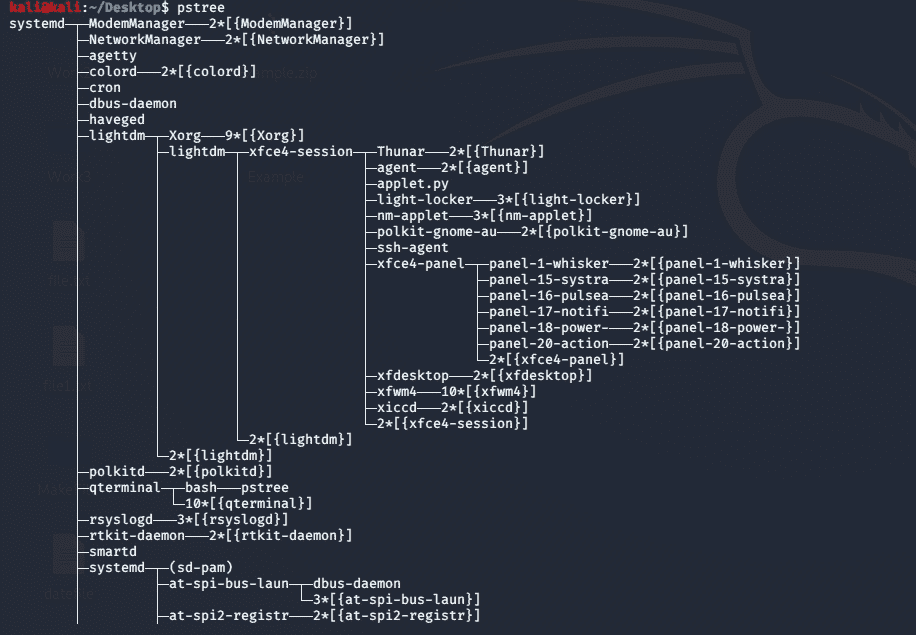 kali@kali:~/Desktop$ pstree
systemd─┬─ModemManager───2*[{ModemManager}]
        ├─NetworkManager───2*[{NetworkManager}]
        ├─agetty
        ├─colord───2*[{colord}]
        ├─cron
        ├─dbus-daemon
        ├─haveged
        ├─lightdm─┬─Xorg───9*[{Xorg}]
        │         ├─lightdm─┬─xfce4-session─┬─Thunar───2*[{Thunar}]
        │         │         │               ├─agent───2*[{agent}]
        │         │         │               ├─applet.py
        │         │         │               ├─light-locker───3*[{light-locker}]
        │         │         │               ├─nm-applet───3*[{nm-applet}]
        │         │         │               ├─polkit-gnome-au───2*[{polkit-gnome-au}]
        │         │         │               ├─ssh-agent
        │         │         │               ├─xfce4-panel─┬─panel-1-whisker───2*[{panel-1-whisker}]
        │         │         │               │             ├─panel-15-systra───2*[{panel-15-systra}]
        │         │         │               │             ├─panel-16-pulsea───2*[{panel-16-pulsea}]
        │         │         │               │             ├─panel-17-notifi───2*[{panel-17-notifi}]
        │         │         │               │             ├─panel-18-power-───2*[{panel-18-power-}]
        │         │         │               │             ├─panel-20-action───2*[{panel-20-action}]
        │         │         │               │             └─2*[{xfce4-panel}]
        │         │         │               ├─xfdesktop───2*[{xfdesktop}]
        │         │         │               ├─xfwm4───10*[{xfwm4}]
        │         │         │               ├─xiccd───2*[{xiccd}]
        │         │         │               └─2*[{xfce4-session}]
        │         │         └─2*[{lightdm}]
        │         └─2*[{lightdm}]
        ├─polkitd───2*[{polkitd}]
        ├─qterminal─┬─bash───pstree
        │           └─10*[{qterminal}]
        ├─rsyslogd───3*[{rsyslogd}]
        ├─rtkit-daemon───2*[{rtkit-daemon}]
        ├─smartd
        ├─systemd─┬─(sd-pam)
        │         ├─at-spi-bus-laun─┬─dbus-daemon
        │         │                 └─3*[{at-spi-bus-laun}]
        │         ├─at-spi2-registr───2*[{at-spi2-registr}]
Example